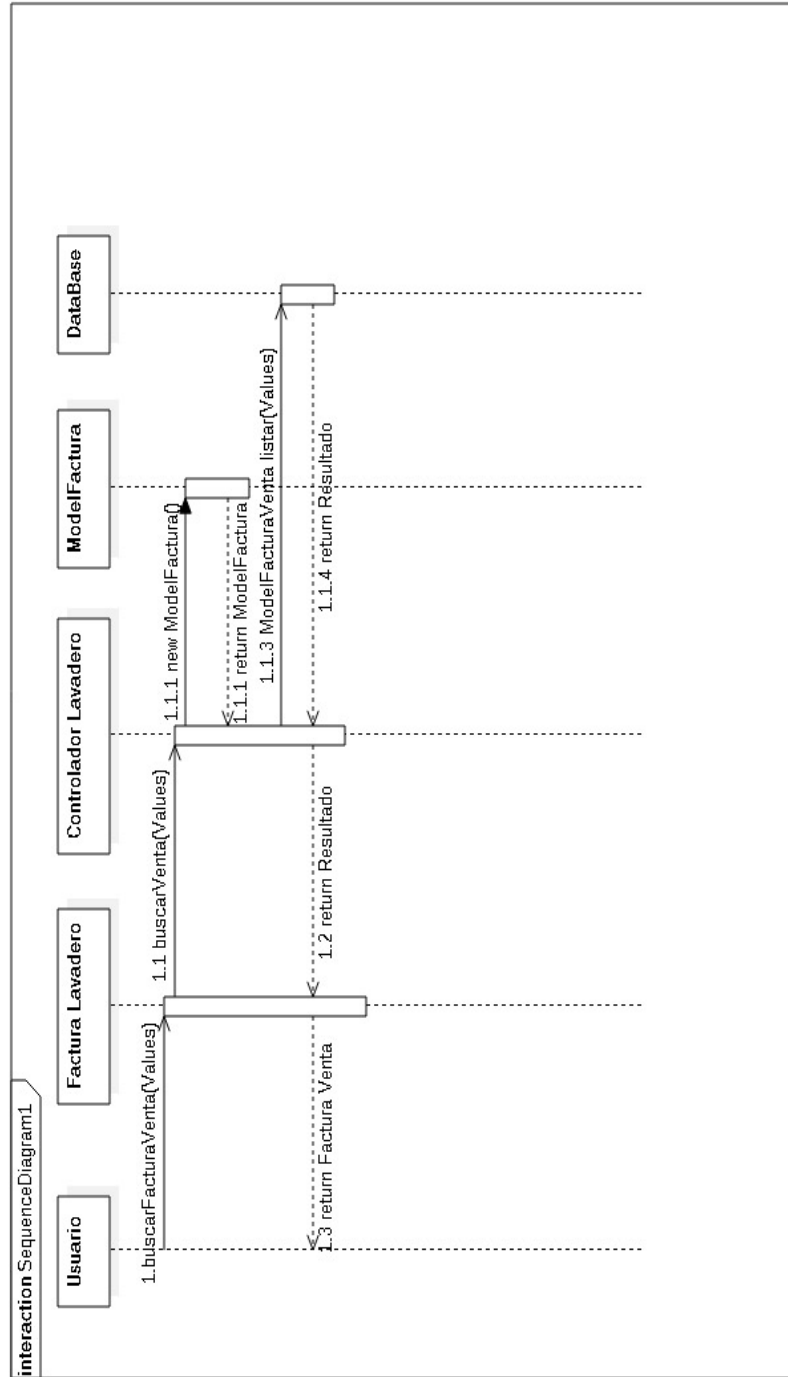 interaction SequenceDiagram1
Usuario
Factura Lavadero
Controlador Lavadero
ModelFactura
DataBase
1.buscarFacturaVenta(Values)
1.1 buscarVenta(Values)
1.1.1 new ModelFactura()
1.1.1 return ModelFactura
1.1.3 ModelFacturaVenta listar(Values)
1.1.4 return Resultado
1.2 return Resultado
1.3 return Factura Venta